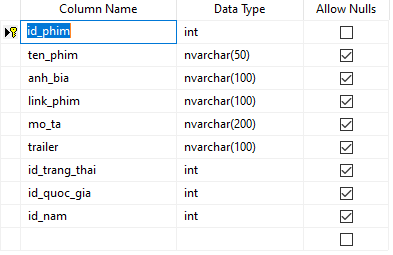 Column Name Data Type Allow Nulls
id_phim int
ten_phim nvarchar(50)
anh_bia nvarchar(100)
link_phim nvarchar(100)
mo_ta nvarchar(200)
trailer nvarchar(100)
id_trang_thai int
id_quoc_gia int
id_nam int